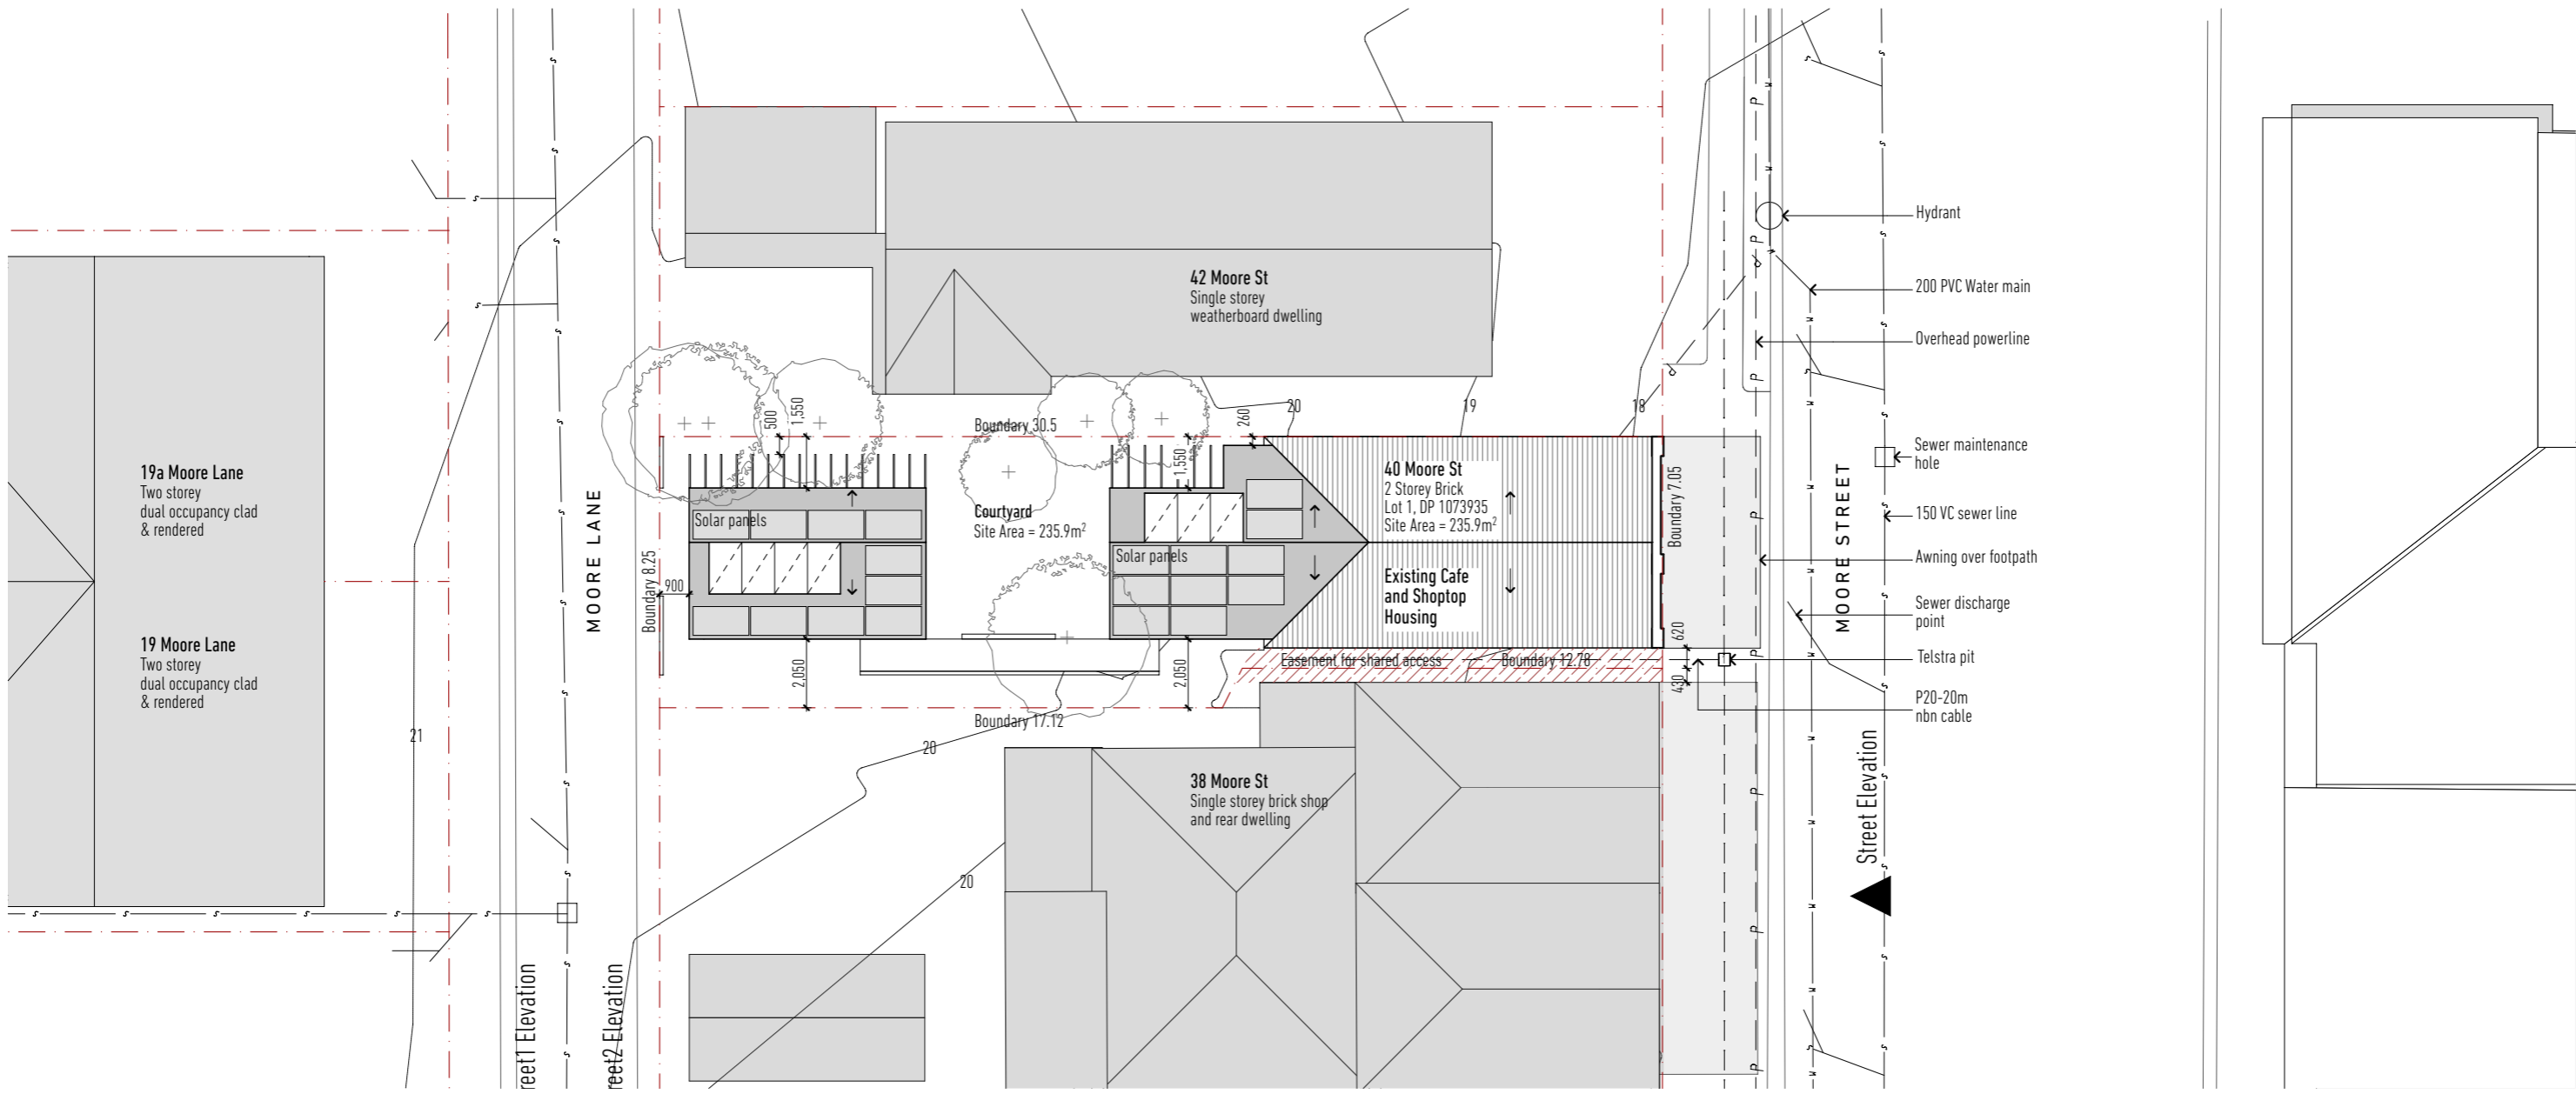 Hydrant
200 PVC Water main
Overhead powerline
Sewer maintenance
hole
150 VC sewer line
Awning over footpath
Sewer discharge
point
Telstra pit
P20-20m
nbn cable
42 Moore St
Single storey
weatherboard dwelling
19a Moore Lane
Two storey
dual occupancy clad
& rendered
19 Moore Lane
Two storey
dual occupancy clad
& rendered
21
MOORE LANE
Boundary 8.25
900
500
1,550
Boundary 30.5
260
20
19
18
Solar panels
Courtyard
Site Area = 235.9m²
1,550
Solar panels
40 Moore St
2 Storey Brick
Lot 1, DP 1073935
Site Area = 235.9m²
Existing Cafe
and Shoptop
Housing
Boundary 7.05
MOORE STREET
620
430
Easement for shared access
Boundary 12.78
2,050
2,050
Boundary 17.12
20
20
38 Moore St
Single storey brick shop
and rear dwelling
Street Elevation
reet1 Elevation
reet2 Elevation